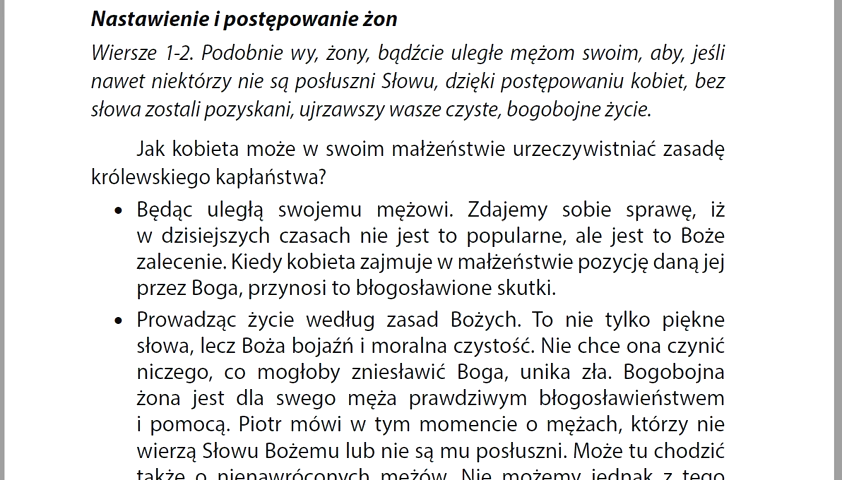 Nastawienie i postępowanie żon
Wiersze 1-2. Podobnie wy, żony, bądźcie uległe mężom swoim, aby, jeśli
nawet niektórzy nie są posłuszni Słowu, dzięki postępowaniu kobiet, bez
słowa zostali pozyskani, ujrzawszy wasze czyste, bogobojne życie.
Jak kobieta może w swoim małżeństwie urzeczywistniać zasadę
królewskiego kapłaństwa?
• Będąc uległą swojemu mężowi. Zdajemy sobie sprawę, iż
w dzisiejszych czasach nie jest to popularne, ale jest to Boże
zalecenie. Kiedy kobieta zajmuje w małżeństwie pozycję daną jej
przez Boga, przynosi to błogosławione skutki.
• Prowadząc życie według zasad Bożych. To nie tylko piękne
słowa, lecz Boża bojaźń i moralna czystość. Nie chce ona czynić
niczego, co mogłoby zniesławić Boga, unika zła. Bogobojna
żona jest dla swego męża prawdziwym błogosławieństwem
i pomocą. Piotr mówi w tym momencie o mężach, którzy nie
wierzą Słowu Bożemu lub nie są mu posłuszni. Może tu chodzić
także o nienawróconych mężów. Nie możemy jednak z tego